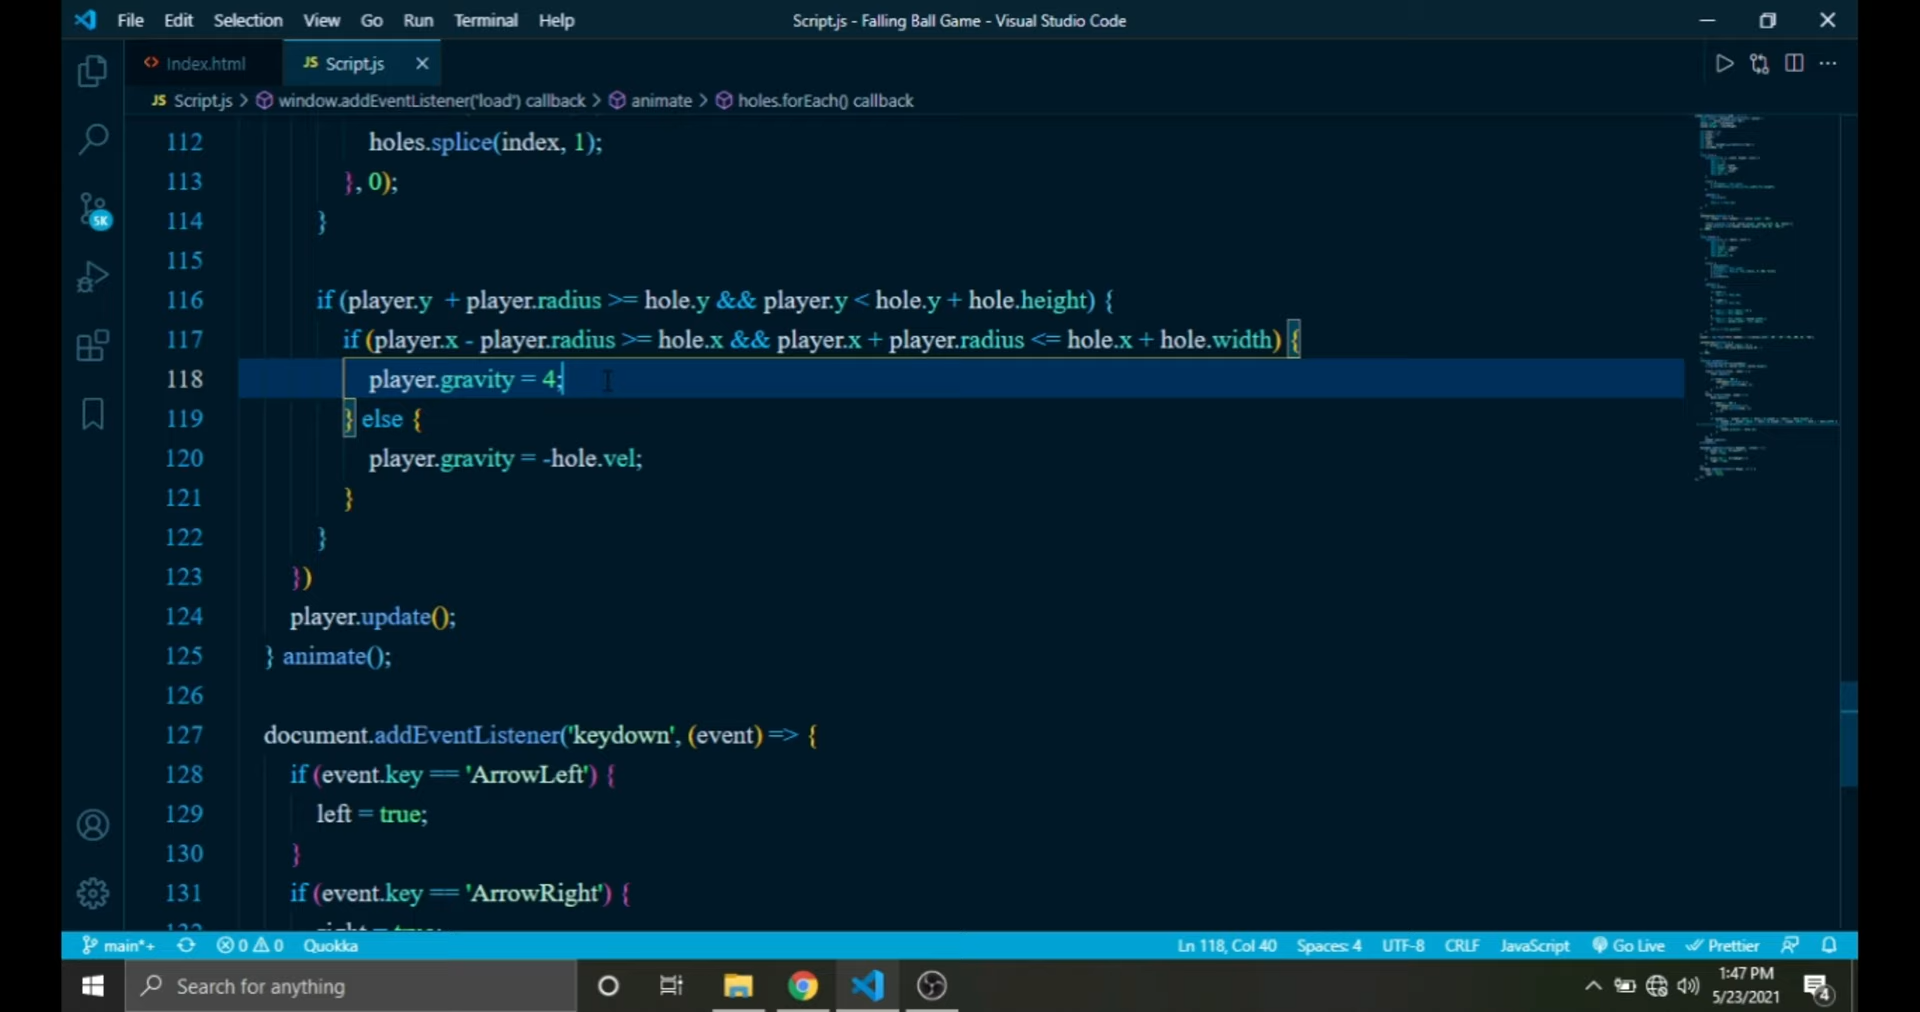 File Edit Selection View Go Run Terminal Help Script.js - Falling Ball Game - Visual Studio Code
<> Index.html JS Script.js
JS Script.js > window.addEventListener('load') callback > animate > holes.forEach() callback
112 holes.splice(index, 1);
113 }, 0);
114 }
115
116 if (player.y + player.radius >= hole.y && player.y < hole.y + hole.height) {
117 if (player.x - player.radius >= hole.x && player.x + player.radius <= hole.x + hole.width) {
118 player.gravity = 4;
119 } else {
120 player.gravity = -hole.vel;
121 }
122 }
123 })
124 player.update();
125 } animate();
126
127 document.addEventListener('keydown', (event) => {
128 if (event.key == 'ArrowLeft') {
129 left = true;
130 }
131 if (event.key == 'ArrowRight') {
SK
main*+ 0 0 Quokka Ln 118, Col 40 Spaces: 4 UTF-8 CRLF JavaScript Go Live Prettier
Search for anything
1:47 PM
5/23/2021
4